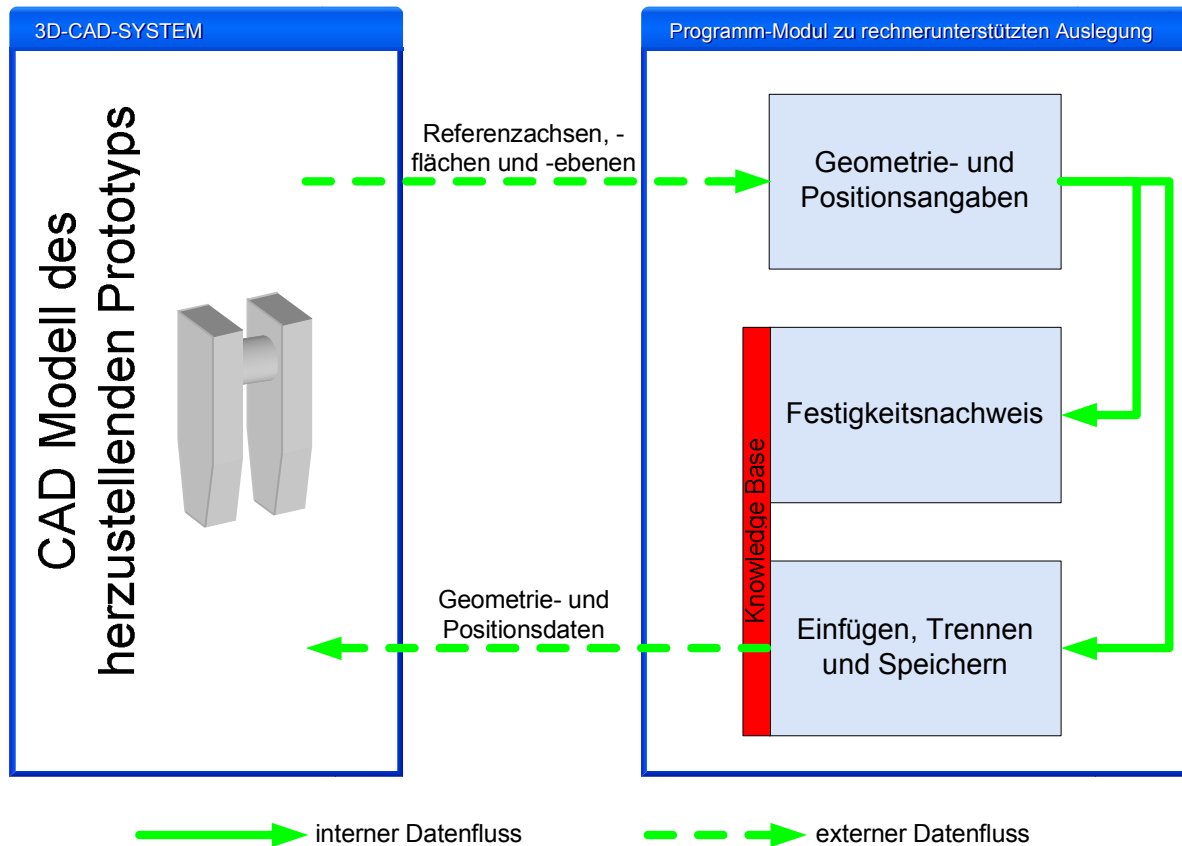 3D-CAD-SYSTEM
Programm-Modul zu rechnerunterstützten Auslegung
CAD Modell des
herzustellenden Prototyps
Referenzachsen, -
flächen und -ebenen
Geometrie- und
Positionsangaben
Festigkeitsnachweis
Knowledge Base
Geometrie- und
Positionsdaten
Einfügen, Trennen
und Speichern
interner Datenfluss
externer Datenfluss